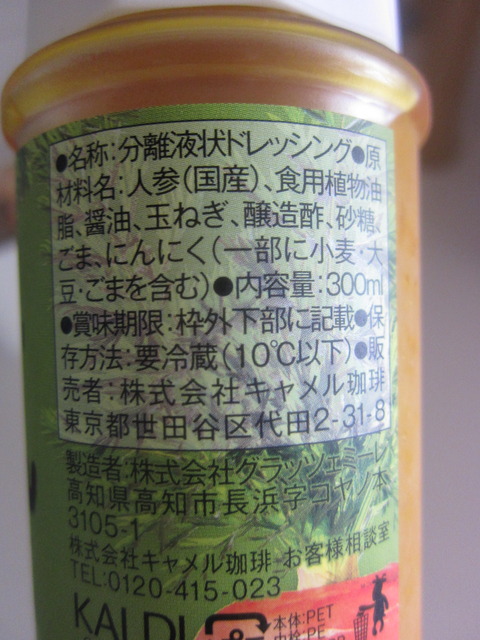 ●名称:分離液状ドレッシング●原
材料名:人参(国産)、食用植物油
脂、醤油、玉ねぎ、醸造酢、砂糖、
ごま、にんにく(一部に小麦・大
豆・ごまを含む)●内容量:300ml
●賞味期限:枠外下部に記載●保
存方法:要冷蔵(10℃以下)●販
売者:株式会社キャメル珈琲
東京都世田谷区代田2-31-8
製造者:株式会社グラッツェミーレ
高知県高知市長浜字コヤノ本
3105-1
株式会社キャメル珈琲 お客様相談室
TEL:0120-415-023
KALDI
本体:PET
中栓:PE